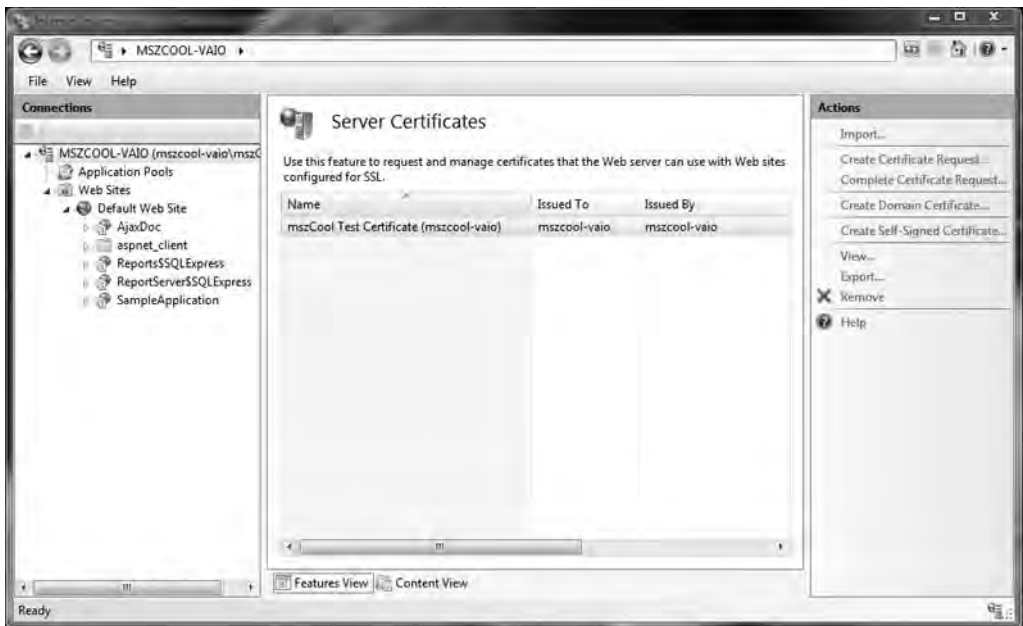 MSZCOOL-VAIO
File View Help
Connections
MSZCOOL-VAIO (mszcool-vaio\mszC
Application Pools
Web Sites
Default Web Site
AjaxDoc
aspnet_client
Reports$SQLExpress
ReportServer$SQLExpress
SampleApplication
Server Certificates
Use this feature to request and manage certificates that the Web server can use with Web sites
configured for SSL.
Name Issued To Issued By
mszCool Test Certificate (mszcool-vaio) mszcool-vaio mszcool-vaio
Features View Content View
Actions
Import...
Create Certificate Request...
Complete Certificate Request...
Create Domain Certificate...
Create Self-Signed Certificate...
View...
Export...
Remove
Help
Ready